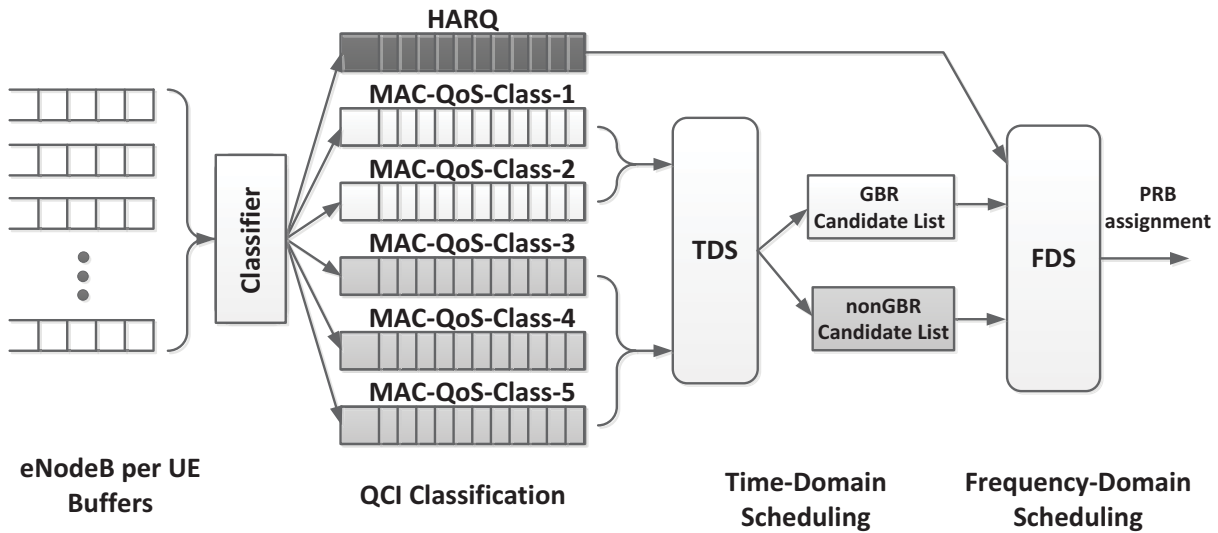 HARQ
MAC-QoS-Class-1
MAC-QoS-Class-2
MAC-QoS-Class-3
MAC-QoS-Class-4
MAC-QoS-Class-5
Classifier
TDS
GBR
Candidate List
nonGBR
Candidate List
FDS
PRB
assignment
eNodeB per UE
Buffers
QCI Classification
Time-Domain
Scheduling
Frequency-Domain
Scheduling